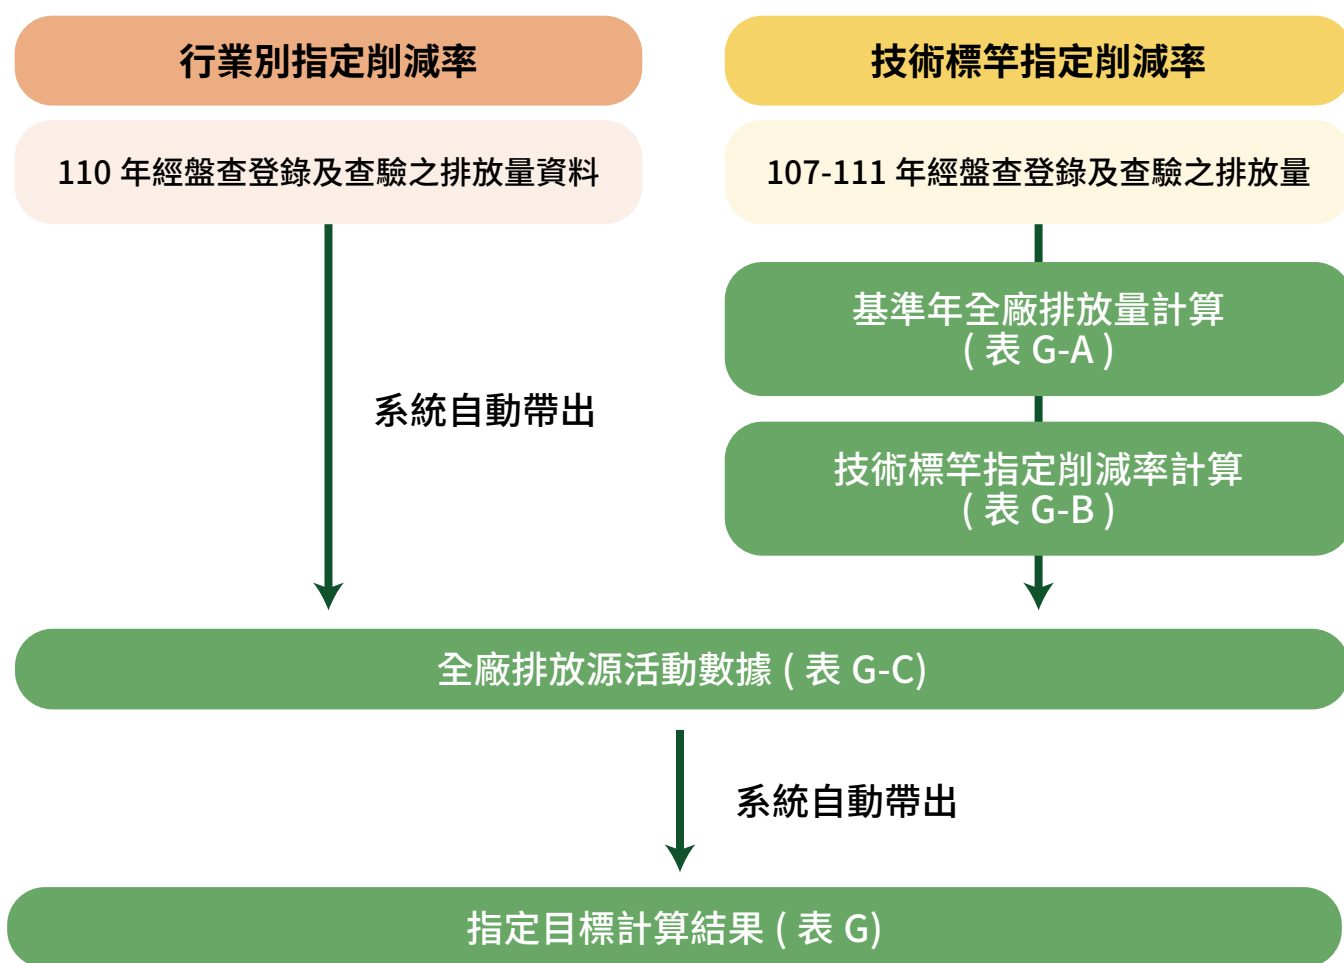 行業別指定削減率
110 年經盤查登錄及查驗之排放量資料
系統自動帶出
技術標竿指定削減率
107-111 年經盤查登錄及查驗之排放量
基準年全廠排放量計算
( 表 G-A )
技術標竿指定削減率計算
( 表 G-B )
全廠排放源活動數據 ( 表 G-C)
系統自動帶出
指定目標計算結果 ( 表 G)